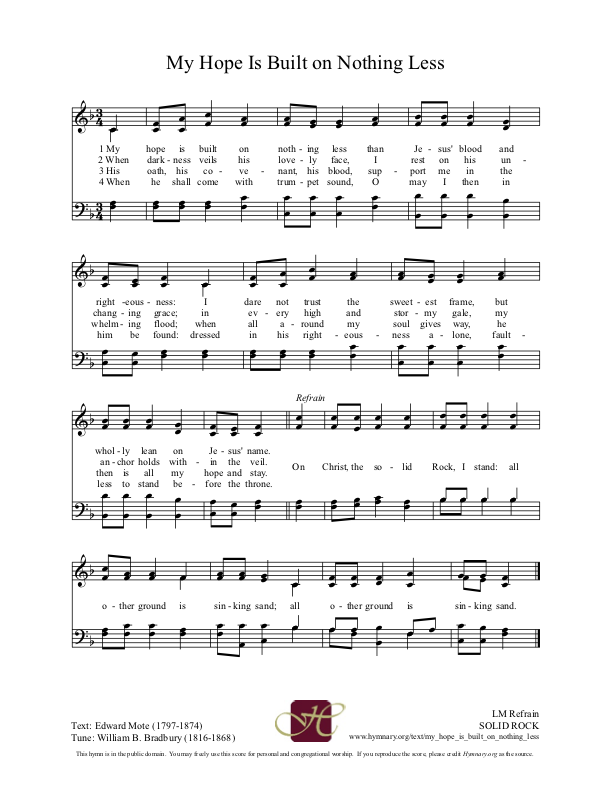 My Hope Is Built on Nothing Less
1 My hope is built on noth - ing less than Je - sus' blood and
2 When dark - ness veils his love - ly face, I rest on his un -
3 His oath, his co - ve - nant, his blood, sup - port me in the
4 When he shall come with trum - pet sound, O may I then in
right - eous - ness: I dare not trust the sweet - est frame, but
chang - ing grace; in ev - ery high and stor - my gale, my
whelm - ing flood; when all a - round my soul gives way, he
him be found: dressed in his right - eous - ness a - lone, fault -
Refrain
whol - ly lean on Je - sus' name.
an - chor holds with - in the veil.
then is all my hope and stay.
less to stand be - fore the throne.
On Christ, the so - lid Rock, I stand: all
o - ther ground is sink - ing sand; all o - ther ground is sin - king sand.
LM Refrain
Text: Edward Mote (1797-1874)
SOLID ROCK
Tune: William B. Bradbury (1816-1868)
www.hymnary.org/text/my_hope_is_built_on_nothing_less
This hymn is in the public domain. You may freely use this score for personal and congregational worship. If you reproduce the score, please credit Hymnary.org as the source.